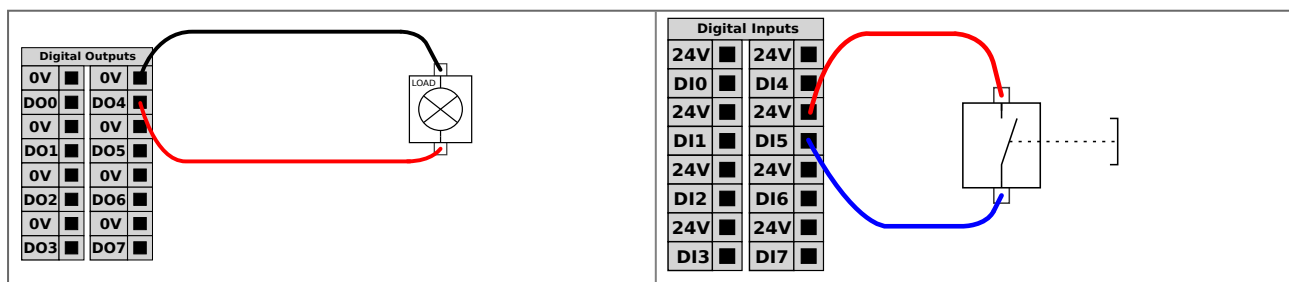 Digital Outputs
0V 0V
DO0 DO4
0V 0V
DO1 DO5
0V 0V
DO2 DO6
0V 0V
DO3 DO7
LOAD
Digital Inputs
24V 24V
DI0 DI4
24V 24V
DI1 DI5
24V 24V
DI2 DI6
24V 24V
DI3 DI7